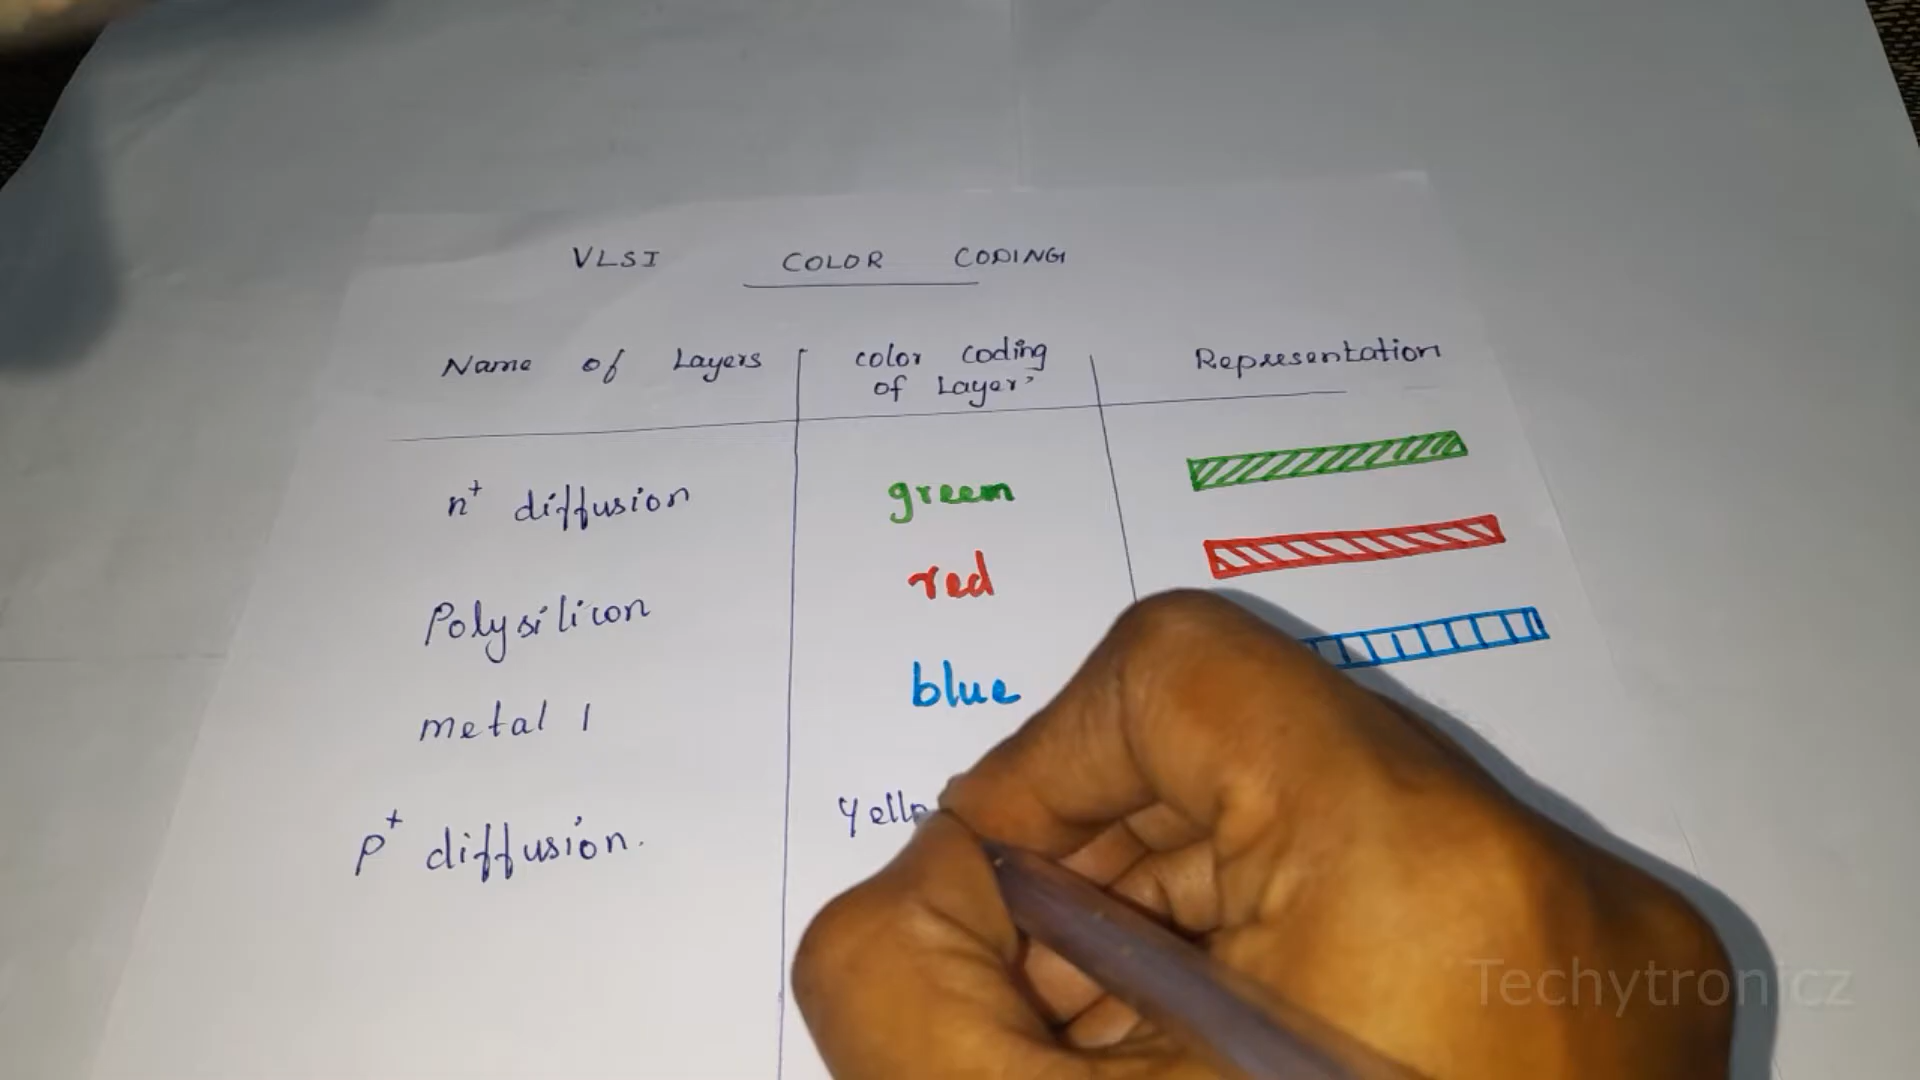 VLSI COLOR CODING
Name of Layers
color coding
of Layer's
Representation
n+ diffusion
green
Polysilicon
red
metal 1
blue
P+ diffusion.
Yello
Techytronicz